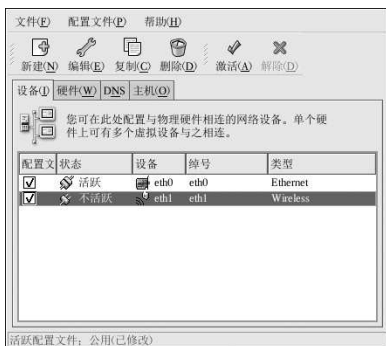 文件(F) 配置文件(P) 帮助(H)
新建(N) 编辑(E) 复制(C) 删除(D) 激活(A) 解除(D)
设备(I) 硬件(W) DNS 主机(O)
您可在此处配置与物理硬件相连的网络设备。单个硬
件上可有多个虚拟设备与之相连。
配置文 状态 设备 绰号 类型
活跃 eth0 eth0 Ethernet
不活跃 eth1 eth1 Wireless
活跃配置文件：公用(已修改)